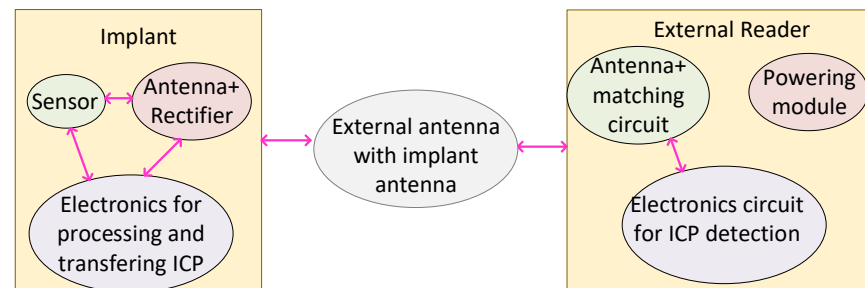 Implant
Sensor
Antenna+
Rectifier
Electronics for
processing and
transfering ICP
External antenna
with implant
antenna
External Reader
Antenna+
matching
circuit
Powering
module
Electronics circuit
for ICP detection